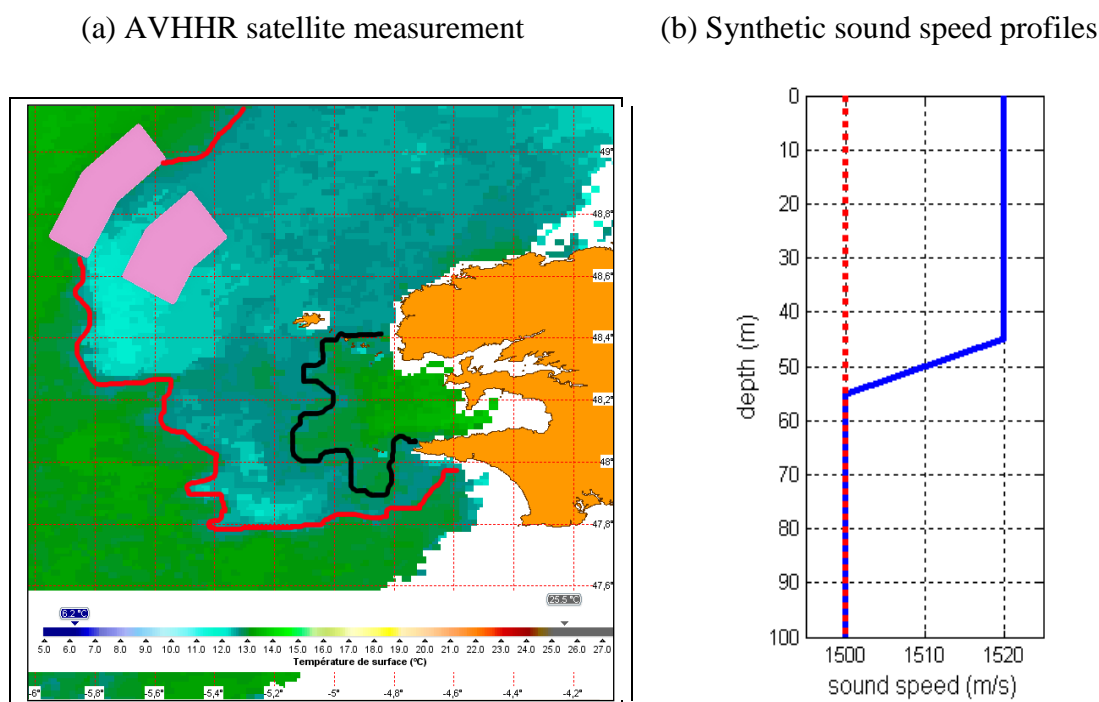 (a) AVHHR satellite measurement
(b) Synthetic sound speed profiles
49°
48,8°
48,6°
48,4°
48,2°
48°
47,8°
47,6°
6.2 °C
25.5 °C
5.0 6.0 7.0 8.0 9.0 10.0 11.0 12.0 13.0 14.0 15.0 16.0 17.0 18.0 19.0 20.0 21.0 22.0 23.0 24.0 25.0 26.0 27.0
Température de surface (°C)
-6° -5,8° -5,6° -5,4° -5,2° -5° -4,8° -4,6° -4,4° -4,2°
depth (m)
0
10
20
30
40
50
60
70
80
90
100
1500 1510 1520
sound speed (m/s)